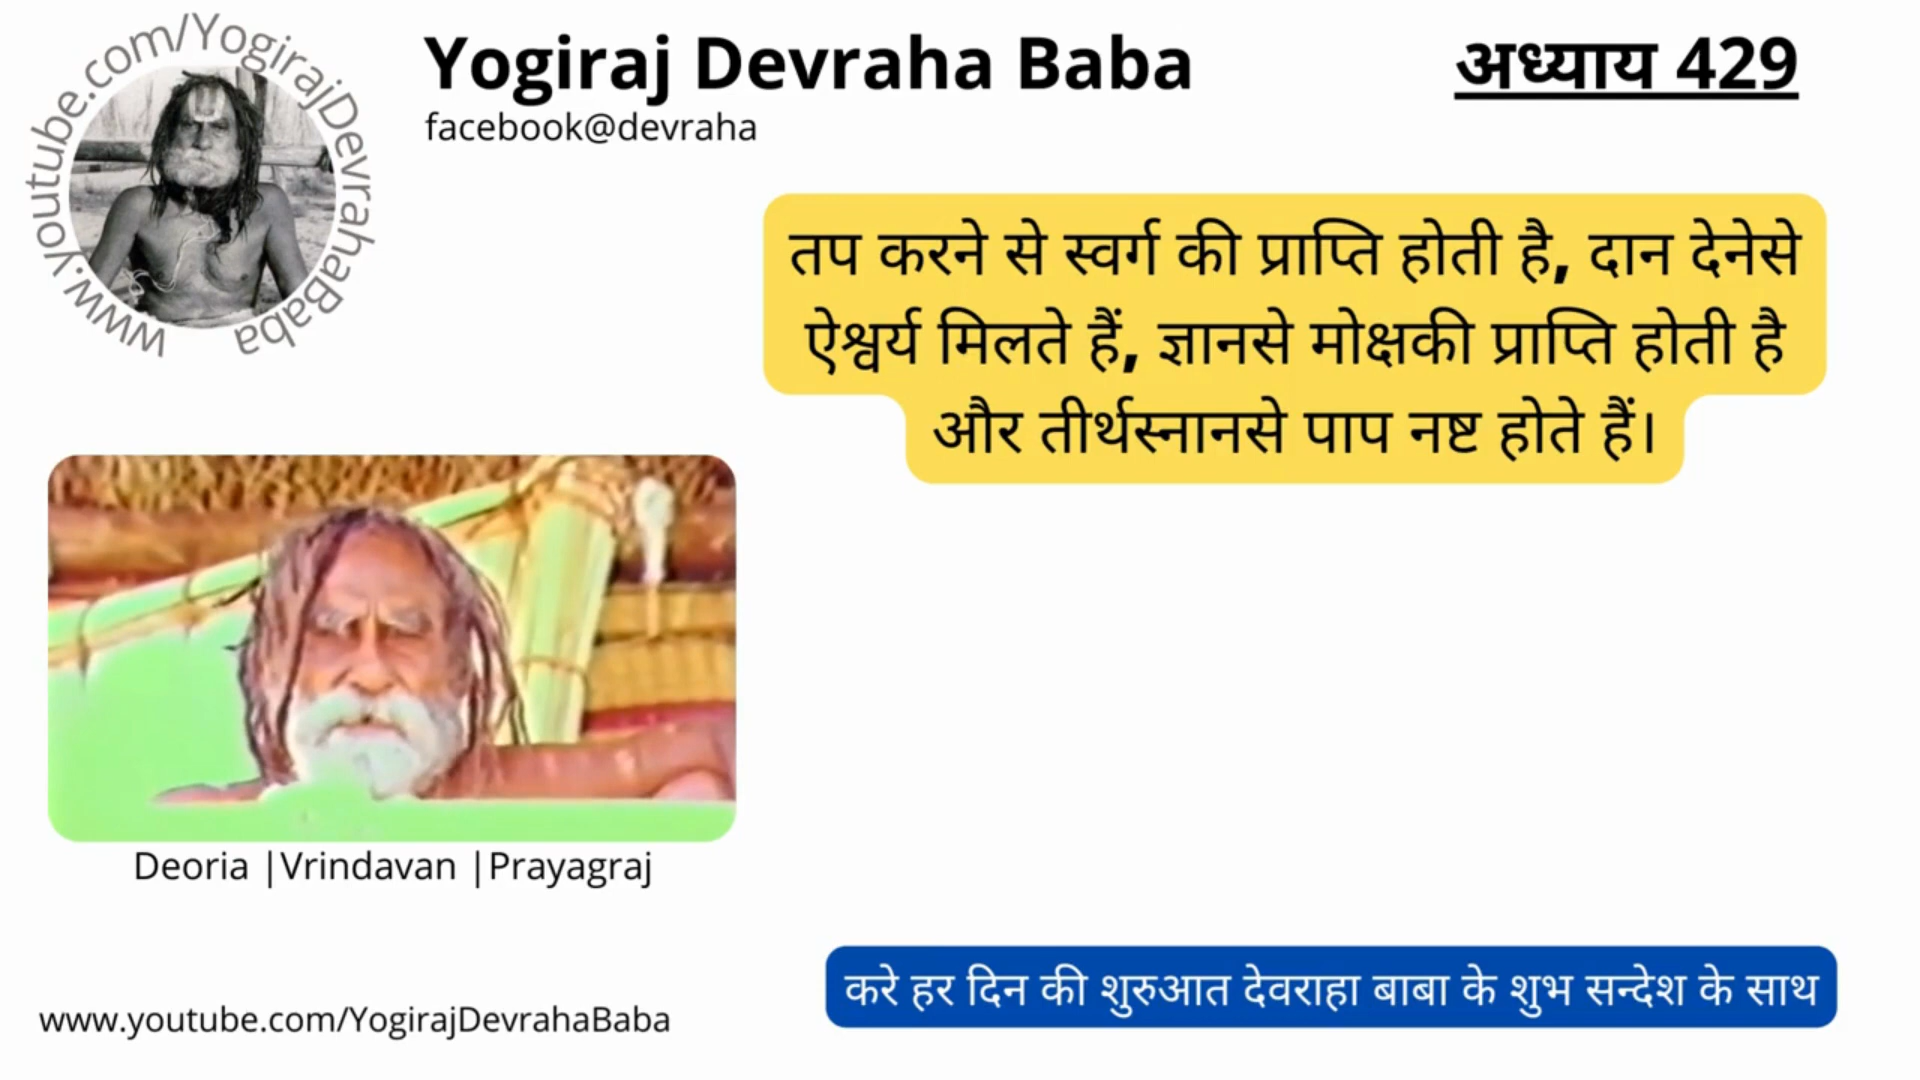 www.youtube.com/YogirajDevrahaBaba
Yogiraj Devraha Baba
facebook@devraha
अध्याय 429
तप करने से स्वर्ग की प्राप्ति होती है, दान देनेसे
ऐश्वर्य मिलते हैं, ज्ञानसे मोक्षकी प्राप्ति होती है
और तीर्थस्नानसे पाप नष्ट होते हैं।
Deoria |Vrindavan |Prayagraj
www.youtube.com/YogirajDevrahaBaba
करे हर दिन की शुरुआत देवराहा बाबा के शुभ सन्देश के साथ